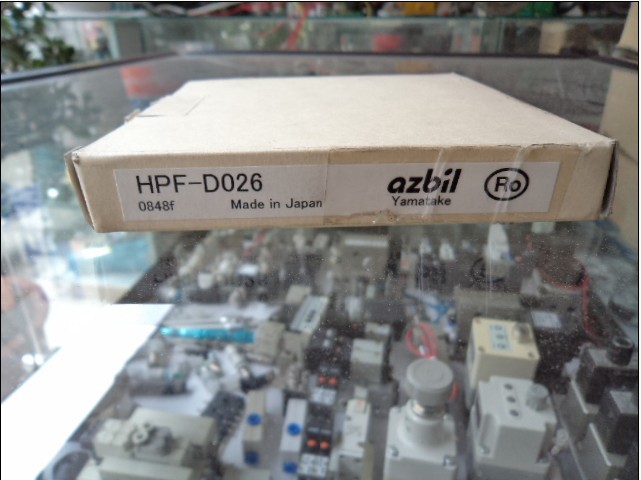 HPF-D026
0848f
Made in Japan
azbil
Yamatake
Ro